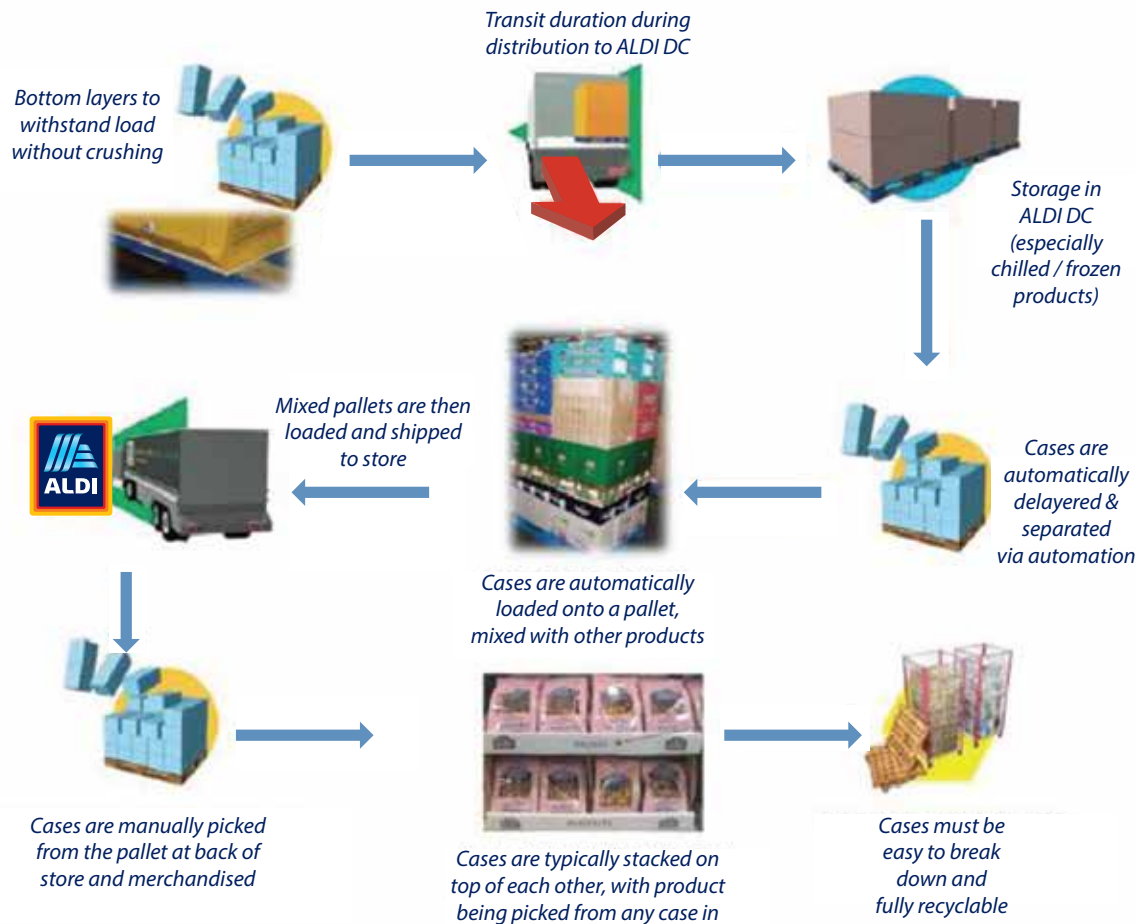 Bottom layers to
withstand load
without crushing
Transit duration during
distribution to ALDI DC
Storage in
ALDI DC
(especially
chilled / frozen
products)
Cases are
automatically
delayered &
separated
via automation
Cases are automatically
loaded onto a pallet,
mixed with other products
Mixed pallets are then
loaded and shipped
to store
ALDI
Cases are manually picked
from the pallet at back of
store and merchandised
Cases are typically stacked on
top of each other, with product
being picked from any case in
Cases must be
easy to break
down and
fully recyclable